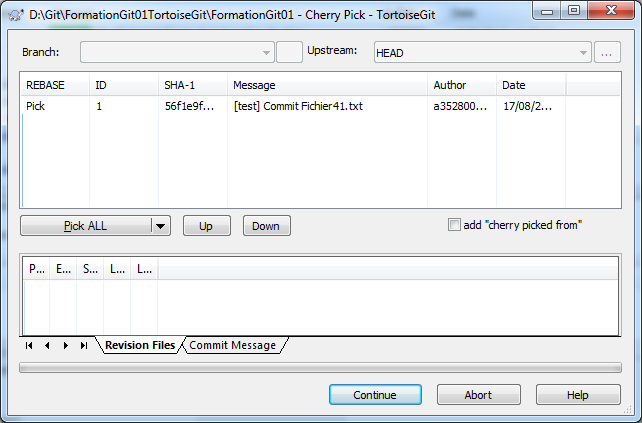 D:\Git\FormationGit01TortoiseGit\FormationGit01 - Cherry Pick - TortoiseGit
Branch: Upstream: HEAD ...
REBASE ID SHA-1 Message Author Date
Pick 1 56f1e9f... [test] Commit Fichier41.txt a352800... 17/08/2...
Pick ALL Up Down add "cherry picked from"
P... E... S... L... L...
Revision Files Commit Message
Continue Abort Help